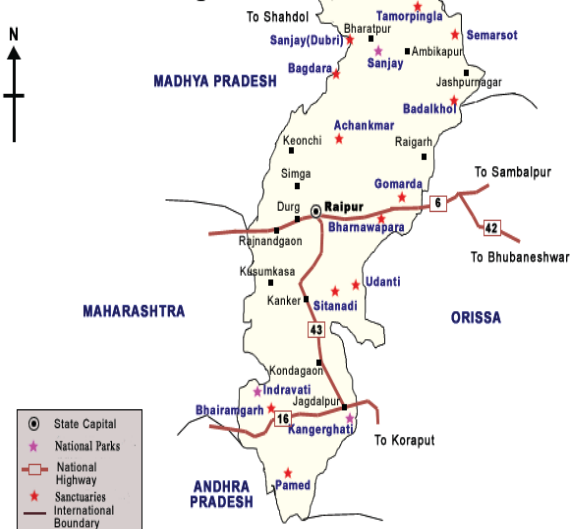 To Shahdol
Tamorpingla
N
Bharatpur
Semarsot
Sanjay(Dubri)
Ambikapur
Sanjay
Bagdara
MADHYA PRADESH
Jashpurnagar
Badalkhol
Achankmar
Keonchi
Raigarh
Simga
To Sambalpur
Gomarda
Durg
Raipur
6
42
Bharnawapara
Rajnandgaon
To Bhubaneshwar
Kusumkasa
Udanti
Kanker
Sitanadi
MAHARASHTRA
ORISSA
43
Kondagaon
Indravati
Jagdalpur
Bhairamgarh
16
State Capital
Kangerghati
To Koraput
National Parks
National
Highway
Sanctuaries
International
Boundary
ANDHRA
PRADESH
Pamed